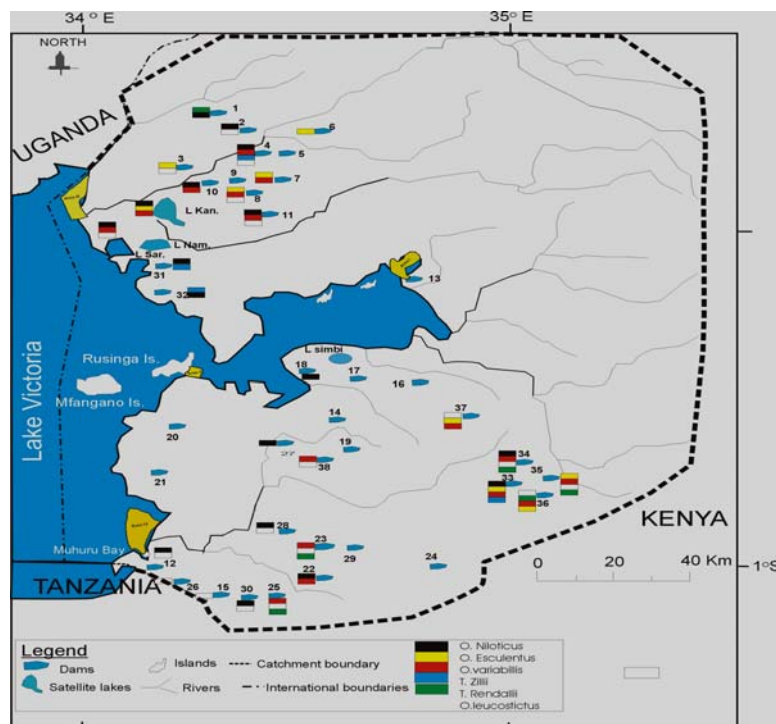 34 º E
35 º E
NORTH
UGANDA
1
2
6
4
5
3
9
7
10
8
L Kan.
11
L Nam.
L Sar.
31
13
32
L simbi
Rusinga Is.
18
17
16
Mfangano Is.
Lake Victoria
37
14
20
27
19
34
38
35
21
33
36
KENYA
28
23
Muhuru Bay
29
24
0 20 40 Km
1ºS
12
22
TANZANIA
26 15 30 25
Legend
Dams
Islands
Catchment boundary
Satellite lakes
Rivers
International boundaries
O. Niloticus
O. Esculentus
O.variabillis
T. Zillii
T. Rendallii
O.leucostictus